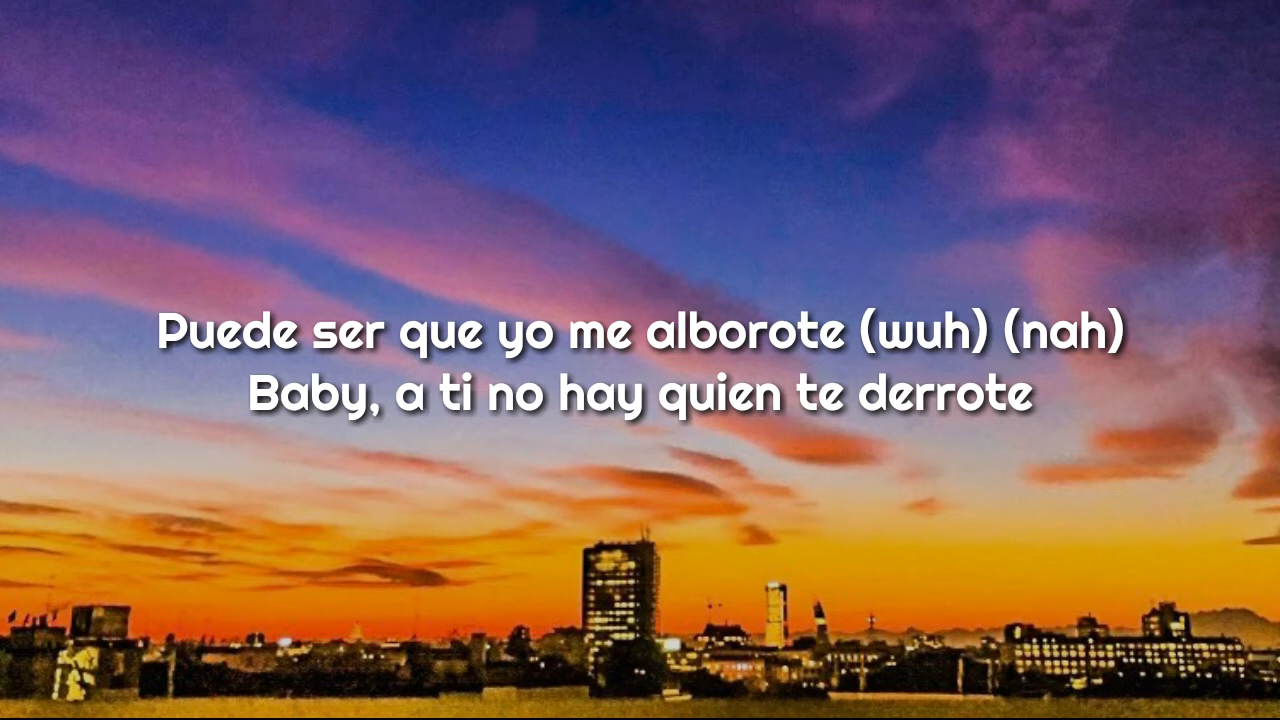 Puede ser que yo me alborote (wuh) (nah)
Baby, a ti no hay quien te derrote